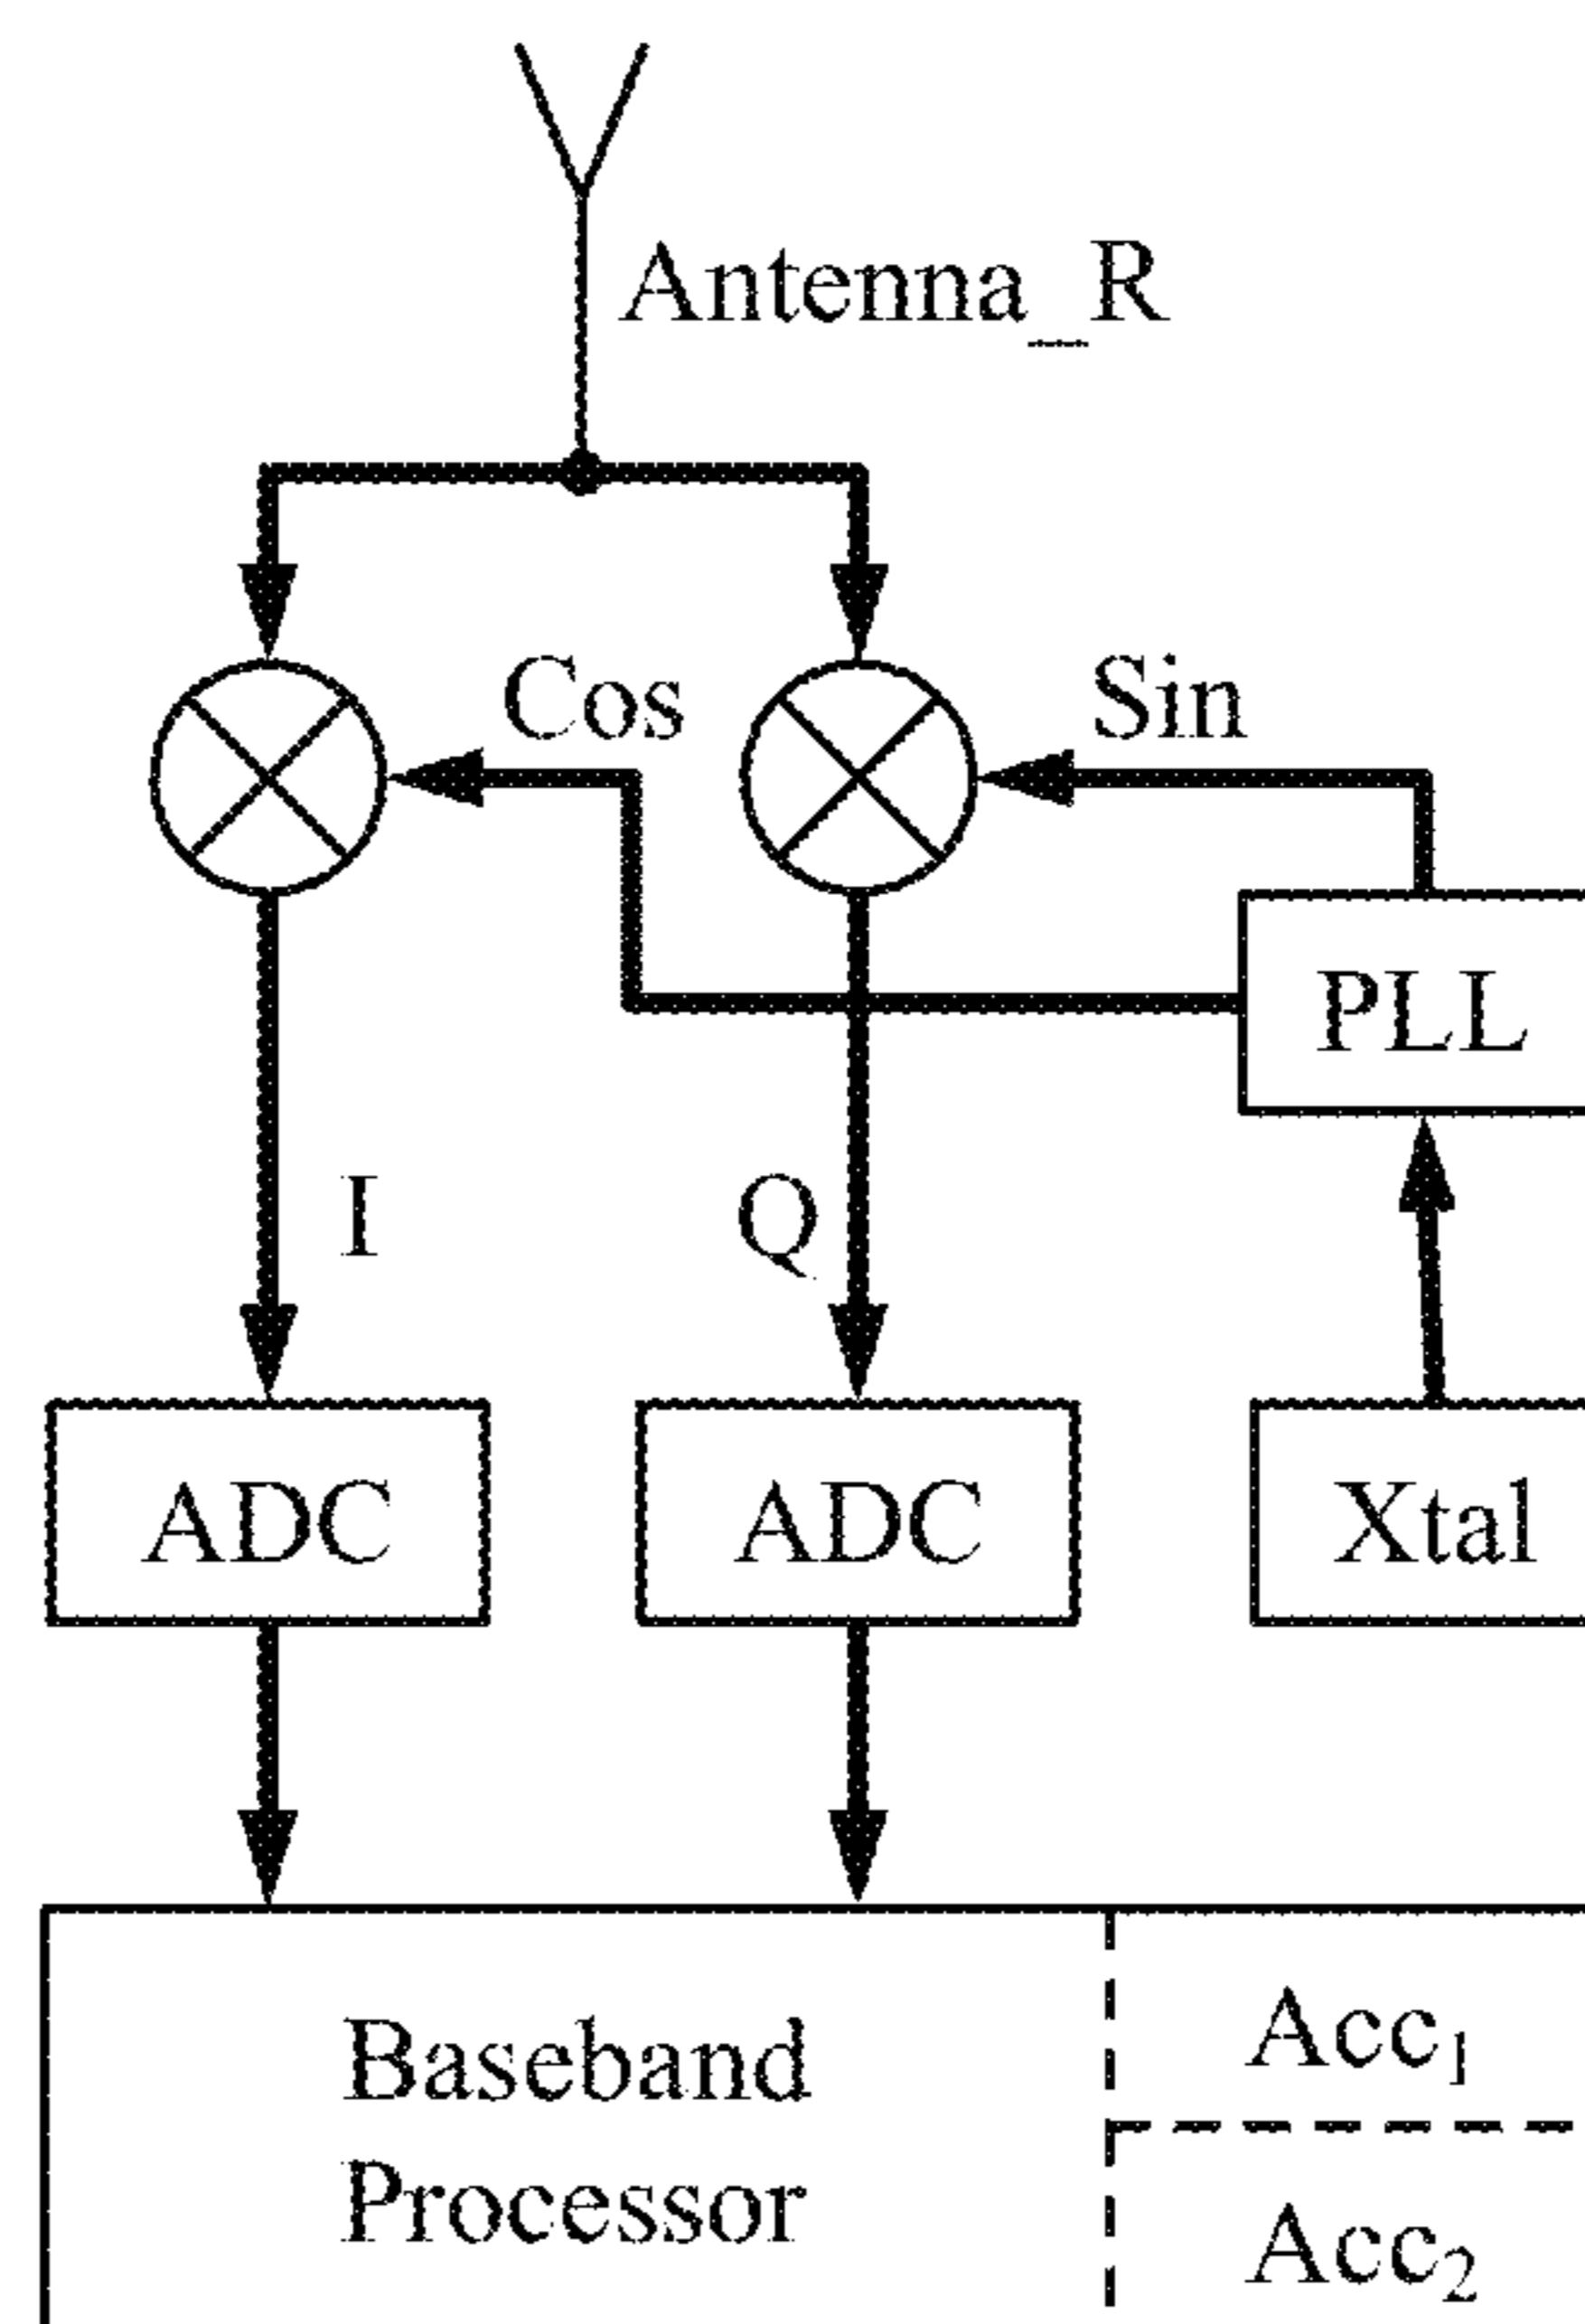 Antenna_R
Cos
Sin
PLL
I
Q
ADC
ADC
Xtal
Baseband
Processor
Acc₁
Acc₂